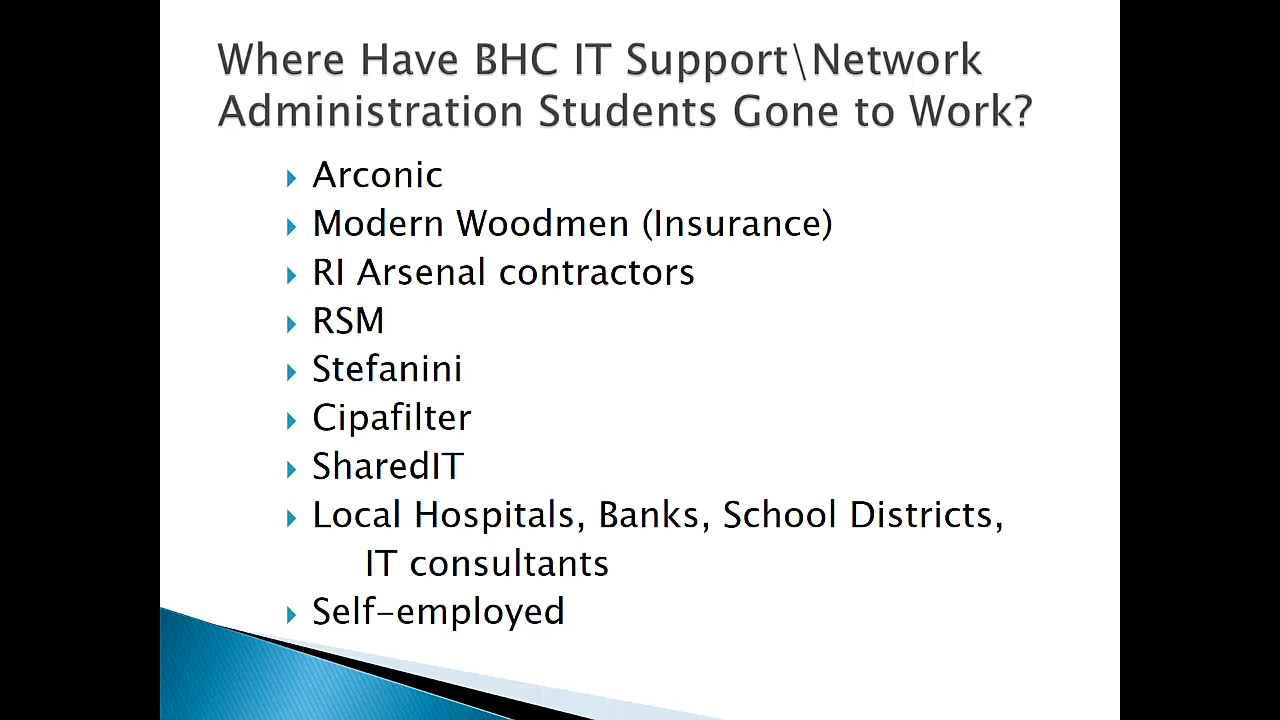 Where Have BHC IT Support\Network
Administration Students Gone to Work?
Arconic
Modern Woodmen (Insurance)
RI Arsenal contractors
RSM
Stefanini
Cipafilter
SharedIT
Local Hospitals, Banks, School Districts,
IT consultants
Self-employed